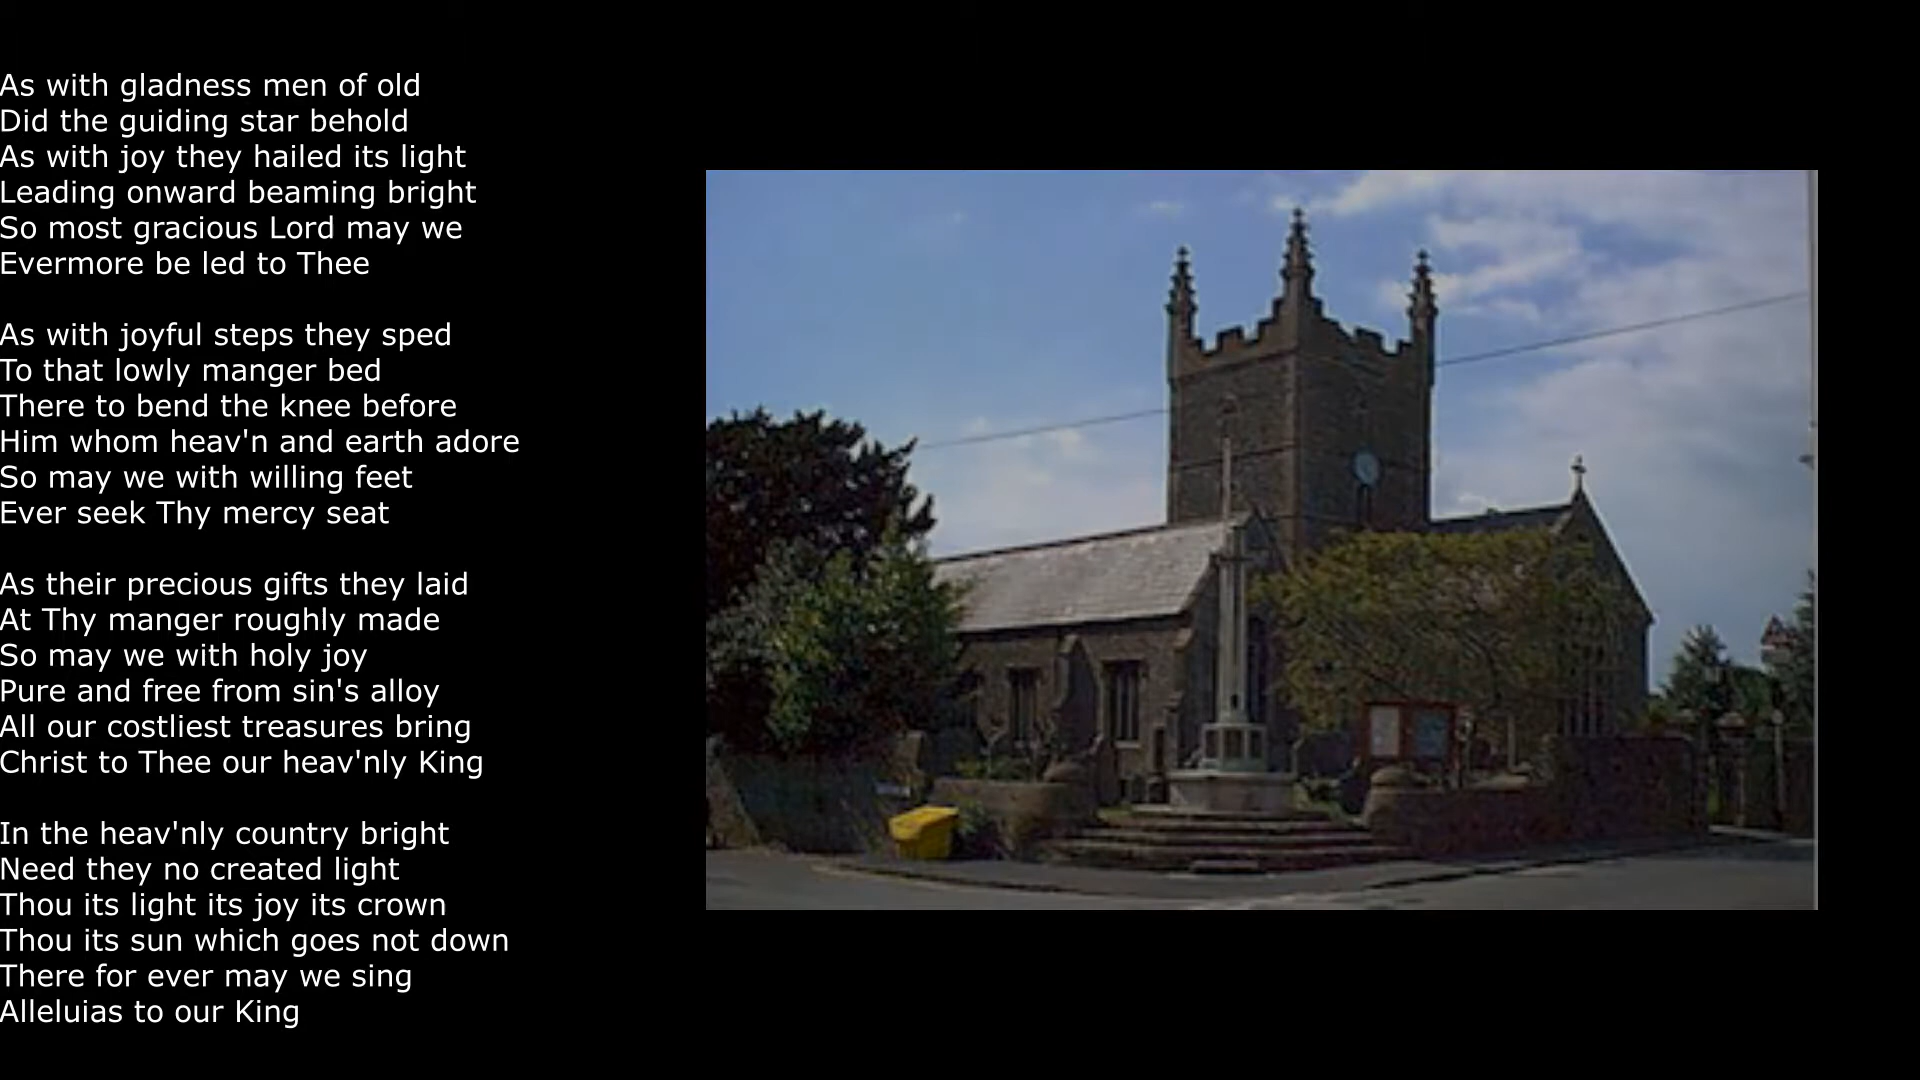 As with gladness men of old
Did the guiding star behold
As with joy they hailed its light
Leading onward beaming bright
So most gracious Lord may we
Evermore be led to Thee
As with joyful steps they sped
To that lowly manger bed
There to bend the knee before
Him whom heav'n and earth adore
So may we with willing feet
Ever seek Thy mercy seat
As their precious gifts they laid
At Thy manger roughly made
So may we with holy joy
Pure and free from sin's alloy
All our costliest treasures bring
Christ to Thee our heav'nly King
In the heav'nly country bright
Need they no created light
Thou its light its joy its crown
Thou its sun which goes not down
There for ever may we sing
Alleluias to our King